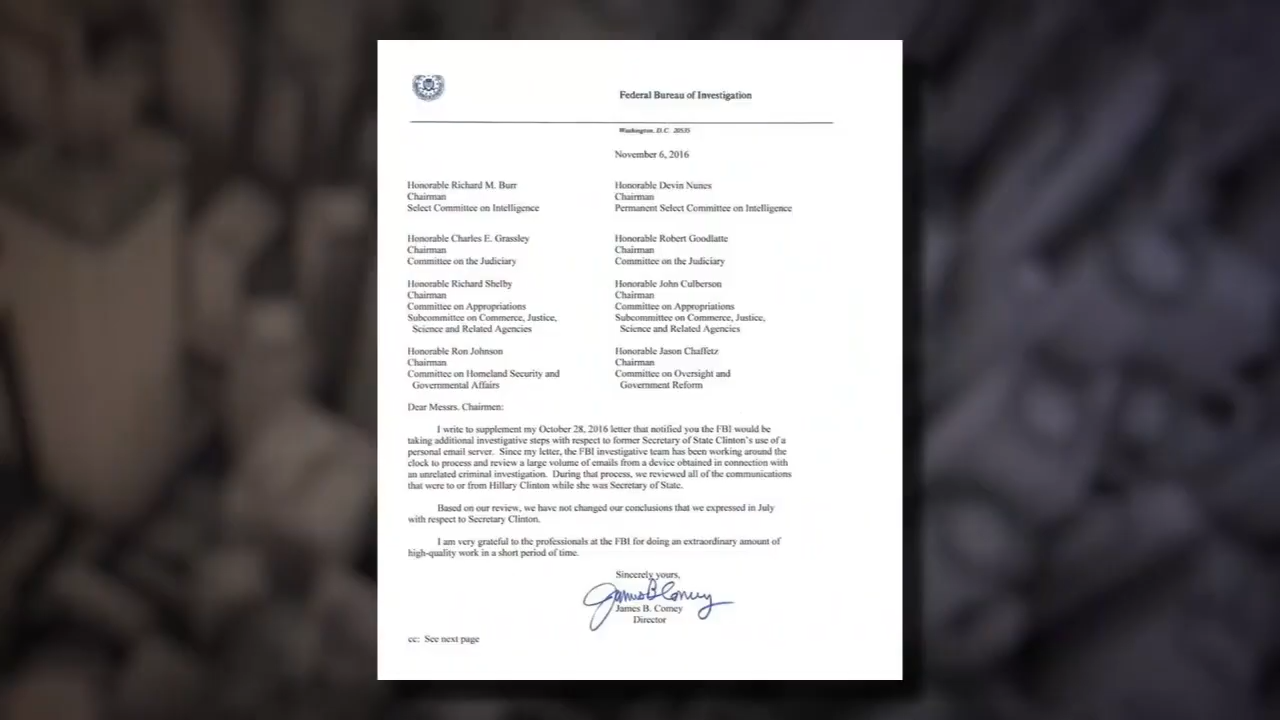 Federal Bureau of Investigation
Washington, D.C. 20535
November 6, 2016
Honorable Richard M. Burr
Chairman
Select Committee on Intelligence
Honorable Devin Nunes
Chairman
Permanent Select Committee on Intelligence
Honorable Charles E. Grassley
Chairman
Committee on the Judiciary
Honorable Robert Goodlatte
Chairman
Committee on the Judiciary
Honorable Richard Shelby
Chairman
Committee on Appropriations
Subcommittee on Commerce, Justice,
Science and Related Agencies
Honorable John Culberson
Chairman
Committee on Appropriations
Subcommittee on Commerce, Justice,
Science and Related Agencies
Honorable Ron Johnson
Chairman
Committee on Homeland Security and
Governmental Affairs
Honorable Jason Chaffetz
Chairman
Committee on Oversight and
Government Reform
Dear Messrs. Chairmen:
I write to supplement my October 28, 2016 letter that notified you the FBI would be
taking additional investigative steps with respect to former Secretary of State Clinton's use of a
personal email server. Since my letter, the FBI investigative team has been working around the
clock to process and review a large volume of emails from a device obtained in connection with
an unrelated criminal investigation. During that process, we reviewed all of the communications
that were to or from Hillary Clinton while she was Secretary of State.
Based on our review, we have not changed our conclusions that we expressed in July
with respect to Secretary Clinton.
I am very grateful to the professionals at the FBI for doing an extraordinary amount of
high-quality work in a short period of time.
Sincerely yours,
James B Comey
James B. Comey
Director
cc: See next page